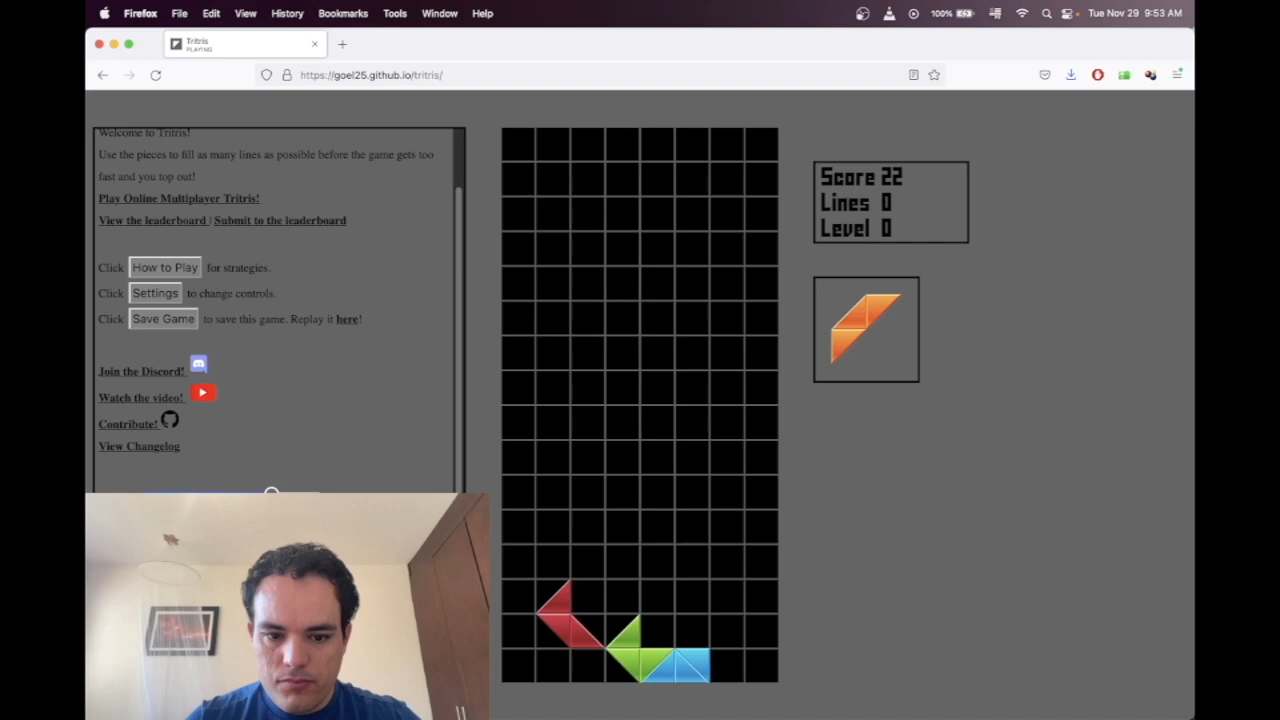 Firefox File Edit View History Bookmarks Tools Window Help 100% Tue Nov 29 9:53 AM
Tritris
PLAYING
https://goel25.github.io/tritris/
Welcome to Tritris!
Use the pieces to fill as many lines as possible before the game gets too
fast and you top out!
Play Online Multiplayer Tritris!
View the leaderboard | Submit to the leaderboard
Click How to Play for strategies.
Click Settings to change controls.
Click Save Game to save this game. Replay it here!
Join the Discord!
Watch the video!
Contribute!
View Changelog
Score 22
Lines 0
Level 0